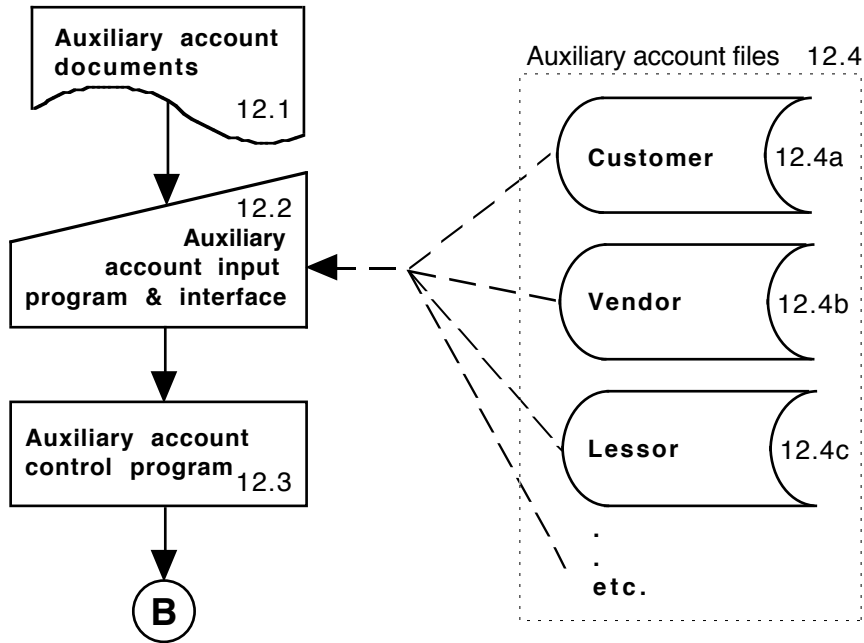 Auxiliary account
documents
12.1
12.2
Auxiliary
account input
program & interface
Auxiliary account
control program
12.3
B
Auxiliary account files 12.4
Customer 12.4a
Vendor 12.4b
Lessor 12.4c
.
.
etc.